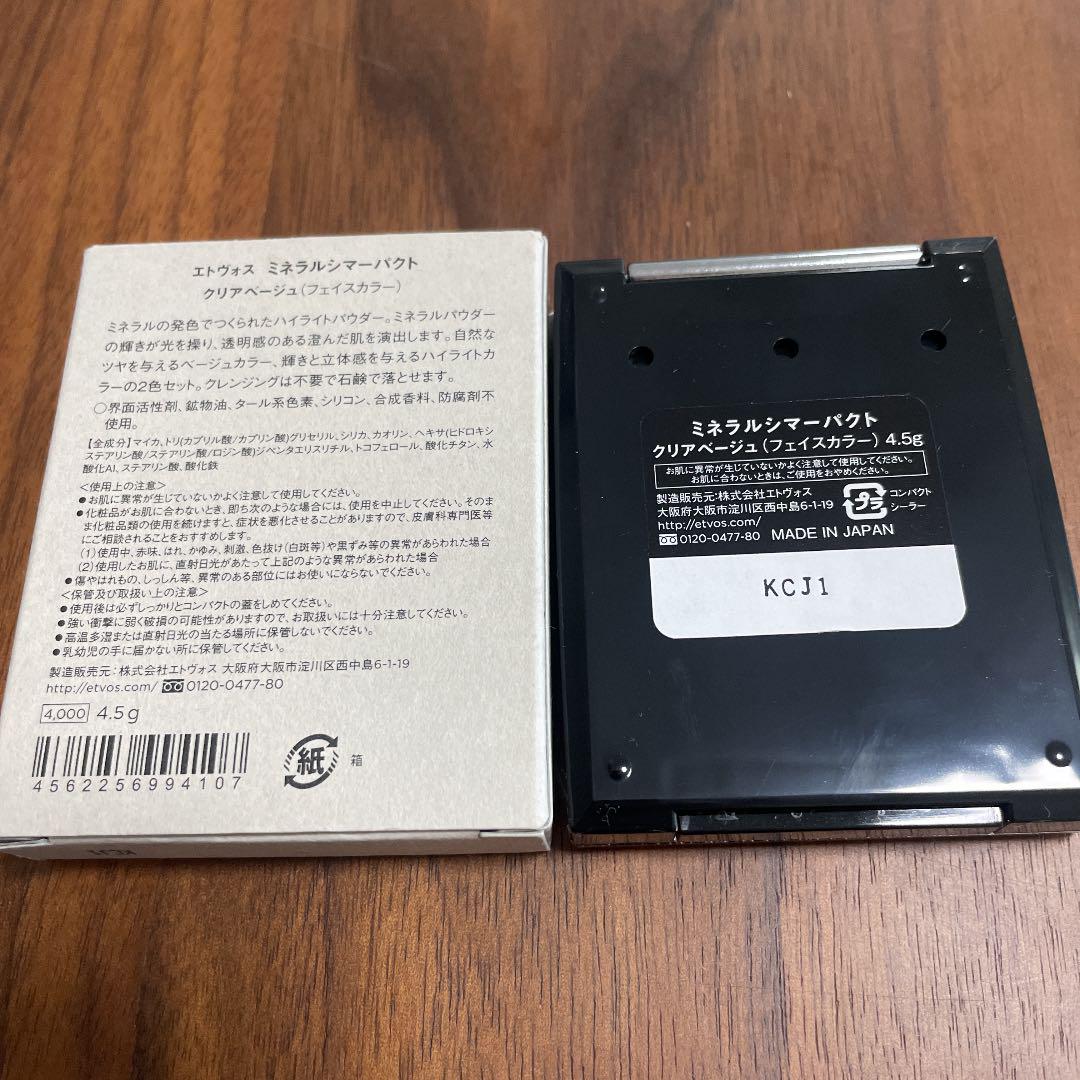 エトヴォス ミネラルシマーパクト
クリアベージュ（フェイスカラー）
ミネラルの発色でつくられたハイライトパウダー。ミネラルパウダー
の輝きが光を操り、透明感のある澄んだ肌を演出します。自然な
ツヤを与えるベージュカラー、輝きと立体感を与えるハイライトカ
ラーの2色セット。クレンジングは不要で石鹸で落とせます。
○界面活性剤、鉱物油、タール系色素、シリコン、合成香料、防腐剤不
使用。
【全成分】マイカ、トリ(カプリル酸/カプリン酸)グリセリル、シリカ、カオリン、ヘキサ(ヒドロキシ
ステアリン酸/ステアリン酸/ロジン酸)ジペンタエリスリチル、トコフェロール、酸化チタン、水
酸化Al、ステアリン酸、酸化鉄
＜使用上の注意＞
●お肌に異常が生じていないかよく注意して使用してください。
●化粧品がお肌に合わないとき、即ち次のような場合には、使用を中止してください。そのま
ま化粧品類の使用を続けますと、症状を悪化させることがありますので、皮膚科専門医等
にご相談されることをおすすめします。
(1)使用中、赤味、はれ、かゆみ、刺激、色抜け(白斑等)や黒ずみ等の異常があらわれた場合
(2)使用したお肌に、直射日光があたって上記のような異常があらわれた場合
●傷やはれもの、しっしん等、異常のある部位にはお使いにならないでください。
＜保管及び取扱い上の注意＞
●使用後は必ずしっかりとコンパクトの蓋をしめてください。
●強い衝撃に弱く破損の可能性がありますので、お取扱いには十分注意してください。
●高温多湿または直射日光の当たる場所に保管しないでください。
●乳幼児の手に届かない所に保管してください。
製造販売元：株式会社エトヴォス 大阪府大阪市淀川区西中島6-1-19
http://etvos.com/ 0120-0477-80
4,000 4.5g
4562256994107
紙 箱
KCJ1
ミネラルシマーパクト
クリアベージュ（フェイスカラー）4.5g
お肌に異常が生じていないかよく注意して使用してください。
お肌に合わないときは、ご使用をおやめください。
製造販売元：株式会社エトヴォス
大阪府大阪市淀川区西中島6-1-19
http://etvos.com/
0120-0477-80 MADE IN JAPAN
プラ コンパクト
シーラー
KCJ1